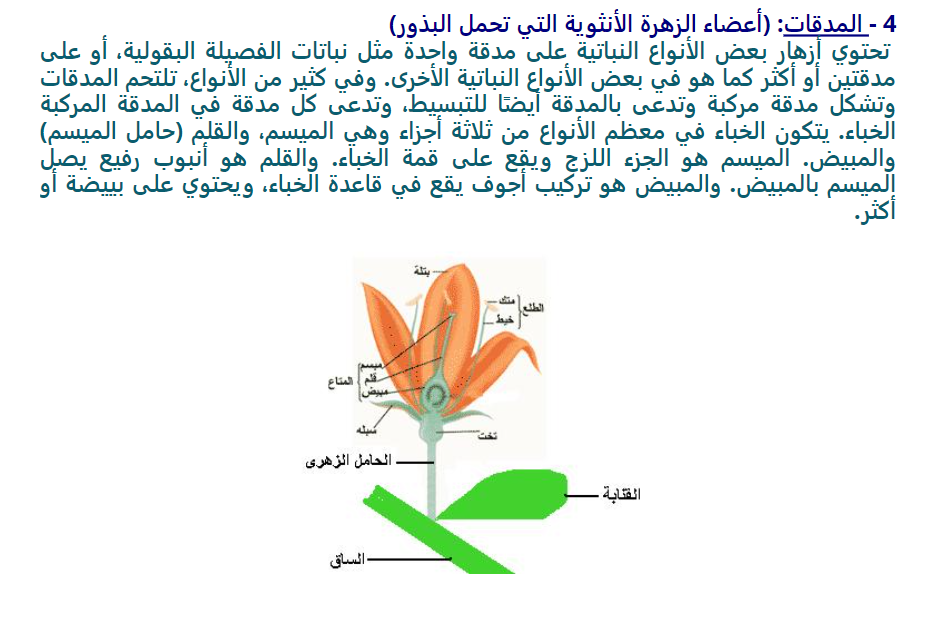 4 - المدقات: (أعضاء الزهرة الأنثوية التي تحمل البذور)
تحتوي أزهار بعض الأنواع النباتية على مدقة واحدة مثل نباتات الفصيلة البقولية، أو على
مدقتين أو أكثر كما هو في بعض الأنواع النباتية الأخرى. وفي كثير من الأنواع، تلتحم المدقات
وتشكل مدقة مركبة وتدعى بالمدقة أيضًا للتبسيط، وتدعى كل مدقة في المدقة المركبة
الخباء. يتكون الخباء في معظم الأنواع من ثلاثة أجزاء وهي الميسم، والقلم (حامل الميسم)
والمبيض. الميسم هو الجزء اللزج ويقع على قمة الخباء. والقلم هو أنبوب رفيع يصل
الميسم بالمبيض. والمبيض هو تركيب أجوف يقع في قاعدة الخباء، ويحتوي على بييضة أو
أكثر.
بتلة
متك
الطلع
خيط
ميسم
قلم
المتاع
مبيض
سبله
تخت
الحامل الزهرى
القنابة
الساق